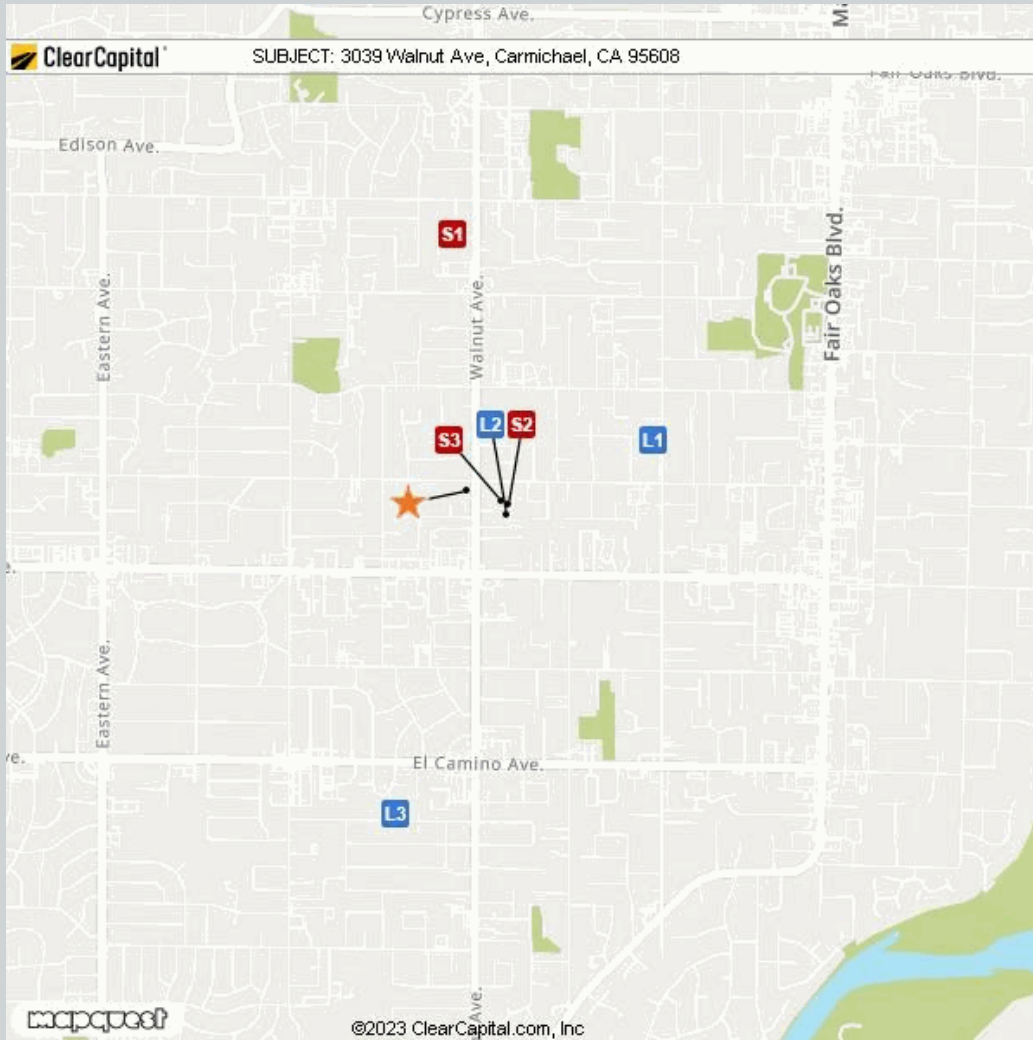 Cypress Ave.
Ma
ClearCapital
SUBJECT: 3039 Walnut Ave, Carmichael, CA 95608
Fair Oaks Blvd.
Edison Ave.
S1
Eastern Ave.
Walnut Ave.
Fair Oaks Blvd.
L2
S2
S3
L1
e.
Eastern Ave.
ve.
El Camino Ave.
L3
Ave.
mapquest
©2023 ClearCapital.com, Inc